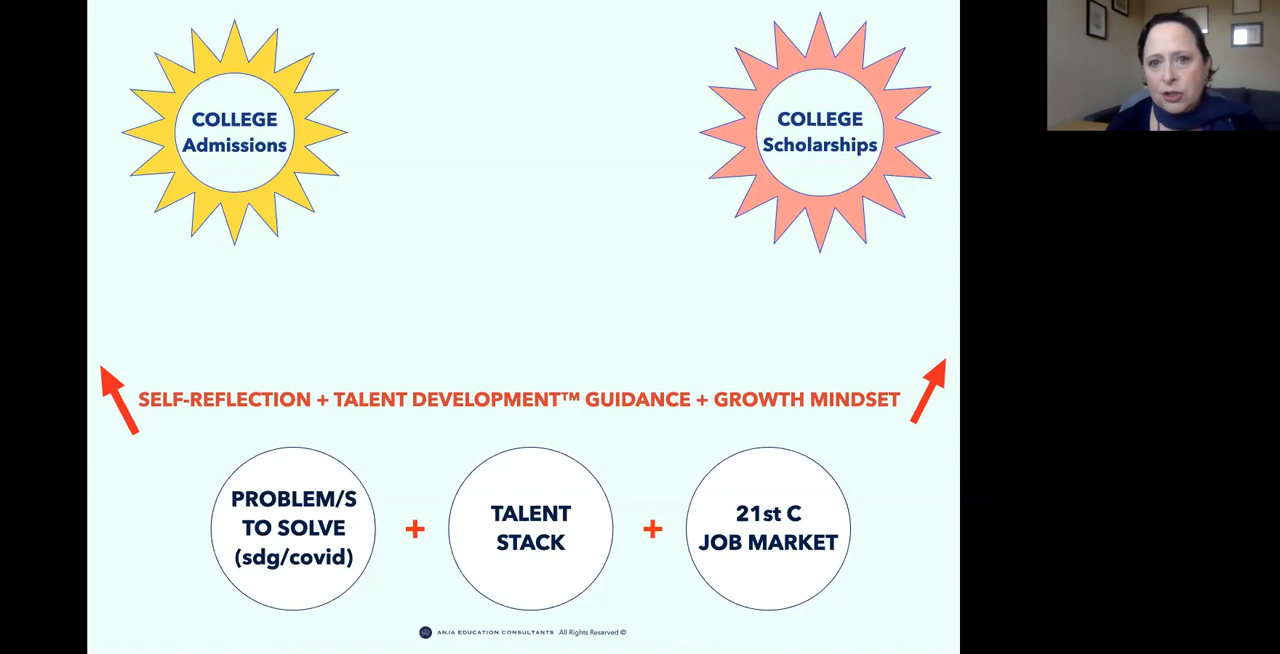 COLLEGE
Admissions
COLLEGE
Scholarships
SELF-REFLECTION + TALENT DEVELOPMENT™ GUIDANCE + GROWTH MINDSET
PROBLEM/S
TO SOLVE
(sdg/covid)
+
TALENT
STACK
+
21st C
JOB MARKET
ANJA EDUCATION CONSULTANTS All Rights Reserved ©